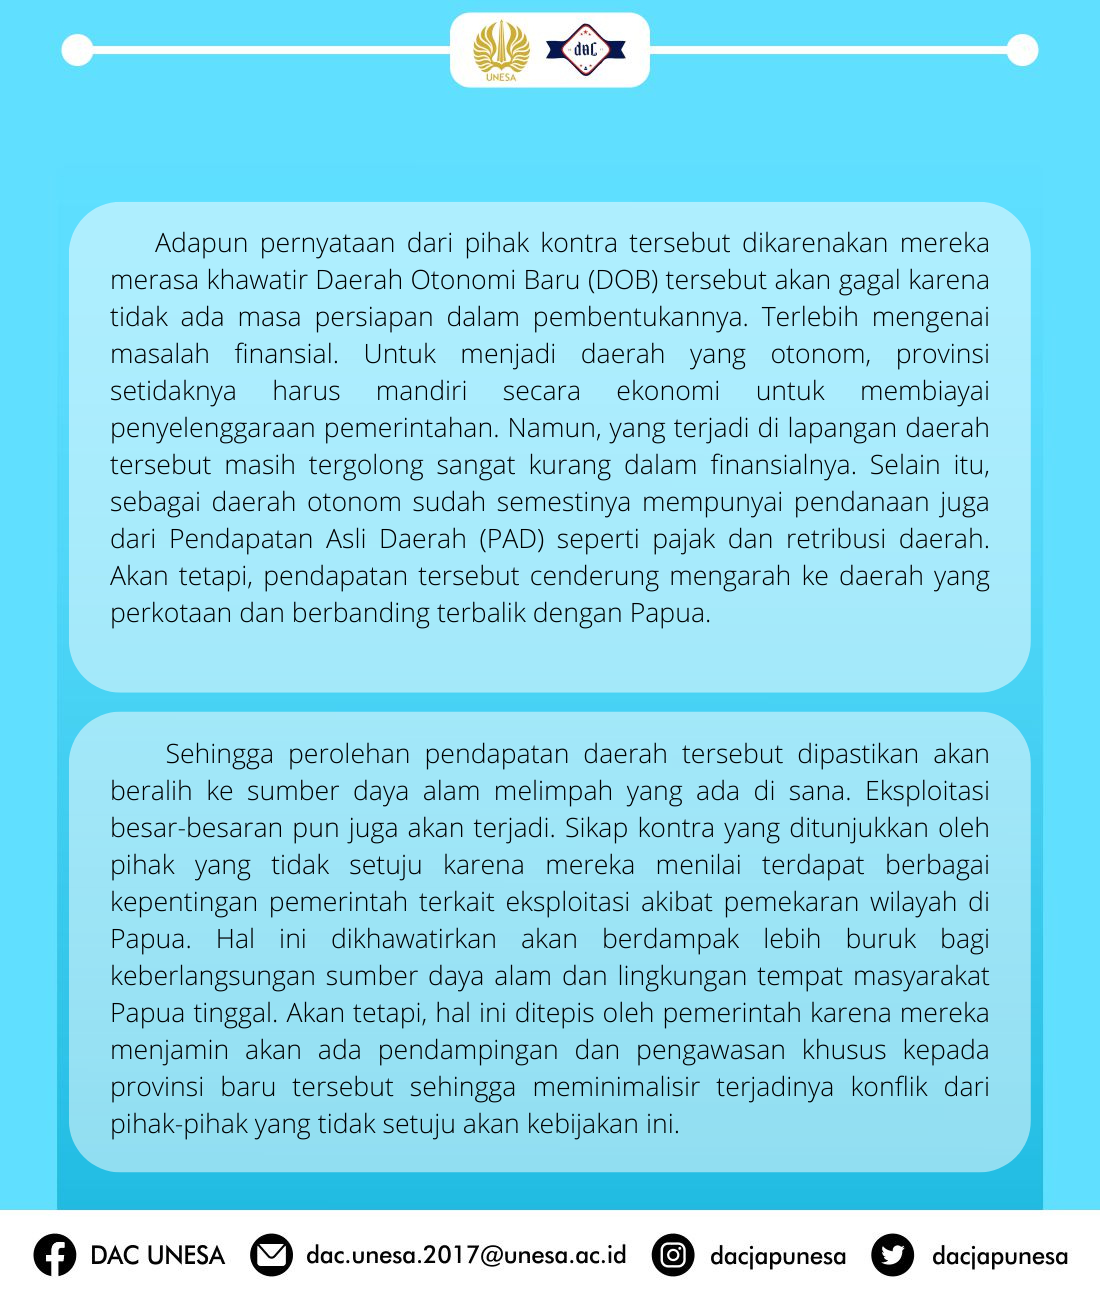 UNESA
dAC
Adapun pernyataan dari pihak kontra tersebut dikarenakan mereka
merasa khawatir Daerah Otonomi Baru (DOB) tersebut akan gagal karena
tidak ada masa persiapan dalam pembentukannya. Terlebih mengenai
masalah finansial. Untuk menjadi daerah yang otonom, provinsi
setidaknya harus mandiri secara ekonomi untuk membiayai
penyelenggaraan pemerintahan. Namun, yang terjadi di lapangan daerah
tersebut masih tergolong sangat kurang dalam finansialnya. Selain itu,
sebagai daerah otonom sudah semestinya mempunyai pendanaan juga
dari Pendapatan Asli Daerah (PAD) seperti pajak dan retribusi daerah.
Akan tetapi, pendapatan tersebut cenderung mengarah ke daerah yang
perkotaan dan berbanding terbalik dengan Papua.
Sehingga perolehan pendapatan daerah tersebut dipastikan akan
beralih ke sumber daya alam melimpah yang ada di sana. Eksploitasi
besar-besaran pun juga akan terjadi. Sikap kontra yang ditunjukkan oleh
pihak yang tidak setuju karena mereka menilai terdapat berbagai
kepentingan pemerintah terkait eksploitasi akibat pemekaran wilayah di
Papua. Hal ini dikhawatirkan akan berdampak lebih buruk bagi
keberlangsungan sumber daya alam dan lingkungan tempat masyarakat
Papua tinggal. Akan tetapi, hal ini ditepis oleh pemerintah karena mereka
menjamin akan ada pendampingan dan pengawasan khusus kepada
provinsi baru tersebut sehingga meminimalisir terjadinya konflik dari
pihak-pihak yang tidak setuju akan kebijakan ini.
DAC UNESA dac.unesa.2017@unesa.ac.id dacjapunesa dacjapunesa